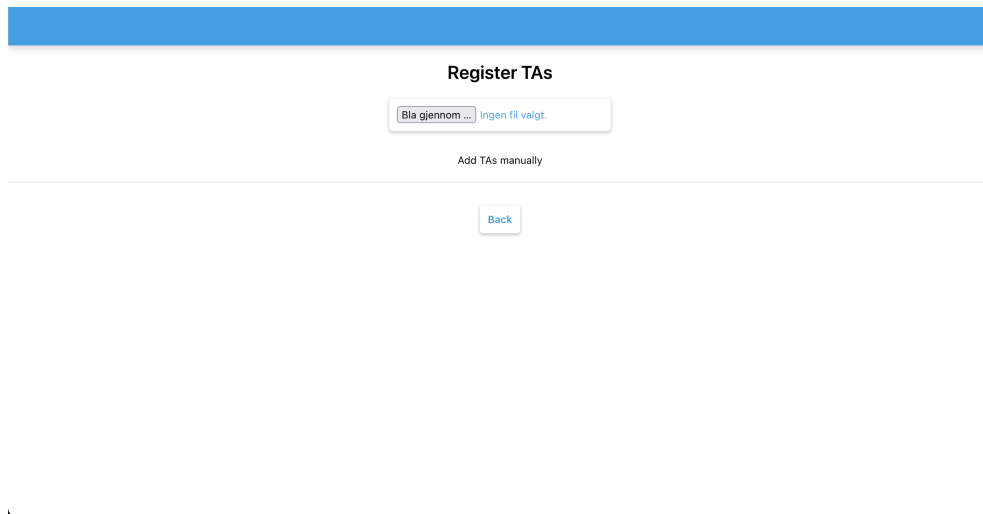 Register TAs
Bla gjennom ... Ingen fil valgt.
Add TAs manually
Back